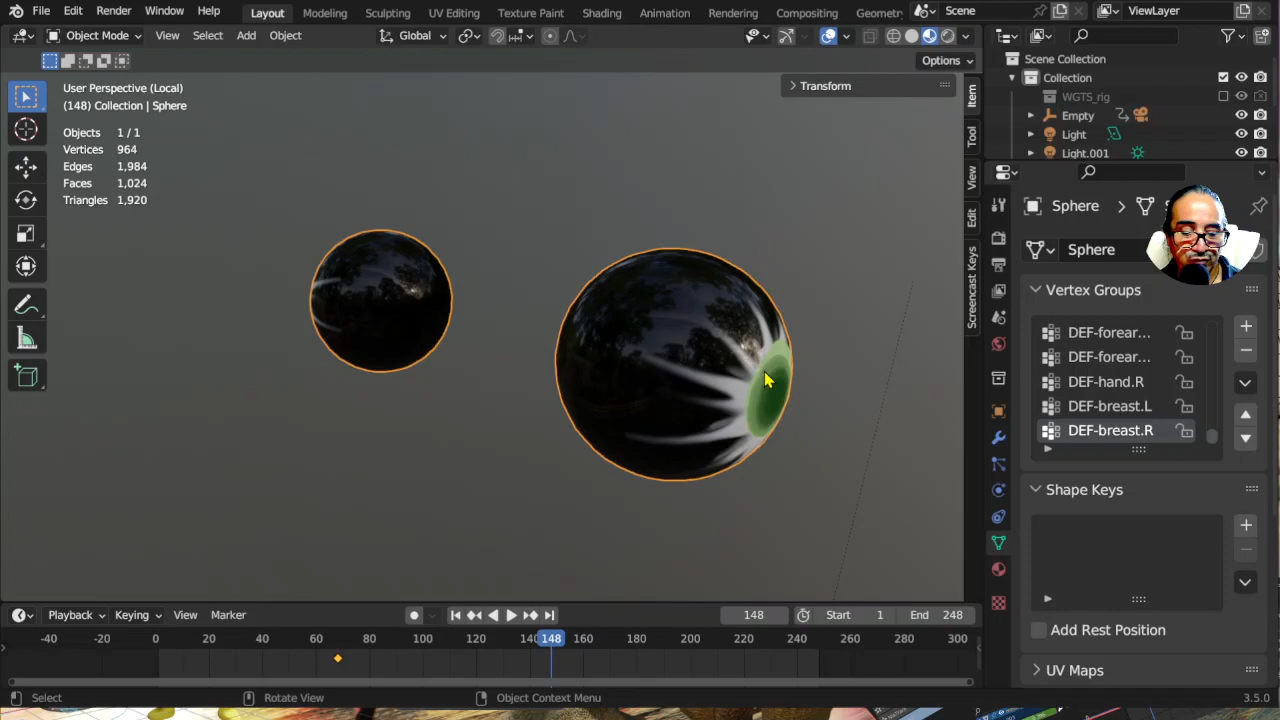 File Edit Render Window Help Layout Modeling Sculpting UV Editing Texture Paint Shading Animation Rendering Compositing Geometr Scene ViewLayer
Object Mode View Select Add Object Global
Options
User Perspective (Local)
(148) Collection | Sphere
Objects 1 / 1
Vertices 964
Edges 1,984
Faces 1,024
Triangles 1,920
Transform
Item
Tool
View
Edit
Screencast Keys
Scene Collection
Collection
WGTS_rig
Empty
Light
Light.001
Sphere
Sphere
Vertex Groups
DEF-forear...
DEF-forear...
DEF-hand.R
DEF-breast.L
DEF-breast.R
Shape Keys
Add Rest Position
UV Maps
Playback Keying View Marker 148 Start 1 End 248
-40 -20 0 20 40 60 80 100 120 140 148 160 180 200 220 240 260 280 300
Select Rotate View Object Context Menu 3.5.0